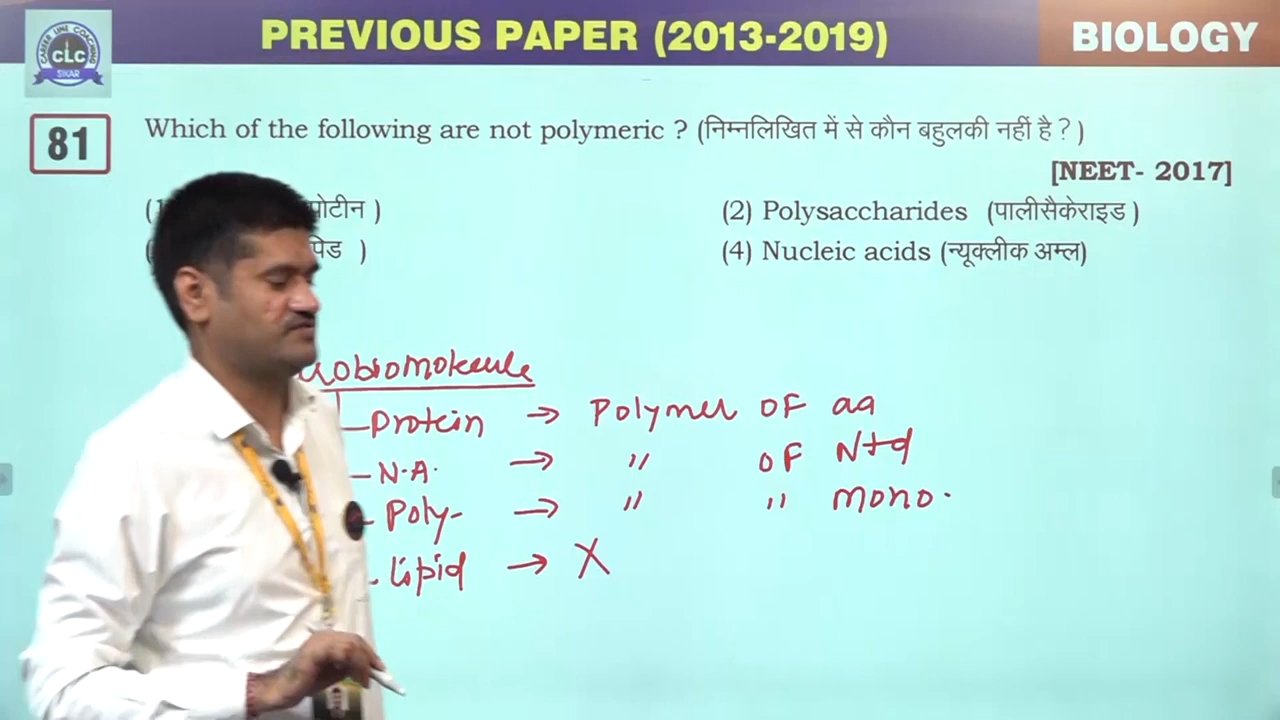 PREVIOUS PAPER (2013-2019)
BIOLOGY
CAREER LINE COACHING
CLC
SIKAR
81
Which of the following are not polymeric ? (निम्नलिखित में से कौन बहुलकी नहीं है ? )
[NEET- 2017]
(2) Polysaccharides (पालीसैकेराइड )
(4) Nucleic acids (न्यूक्लीक अम्ल)
Protein → Polymer OF aa
N.A. → " OF Ntd
Poly- → " " mono.
Lipid → X